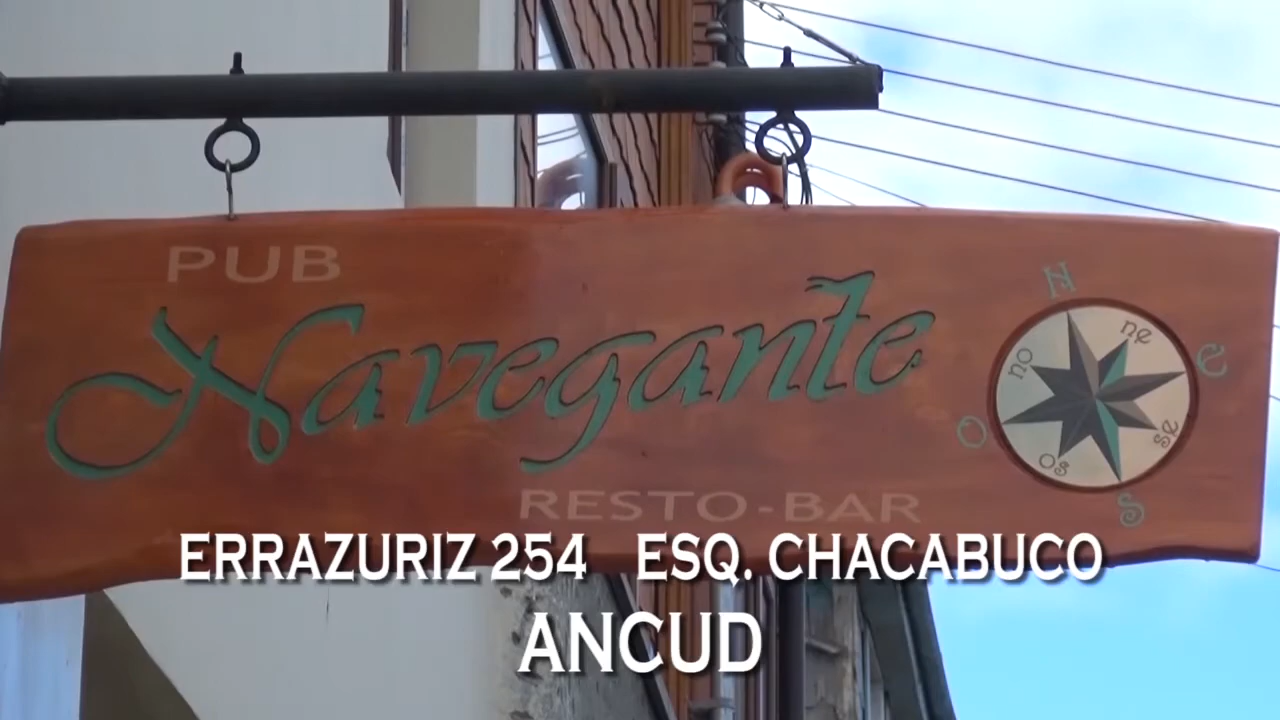 PUB
Navegante
RESTO-BAR
N
ne
e
se
S
os
O
no
ERRAZURIZ 254 ESQ. CHACABUCO
ANCUD